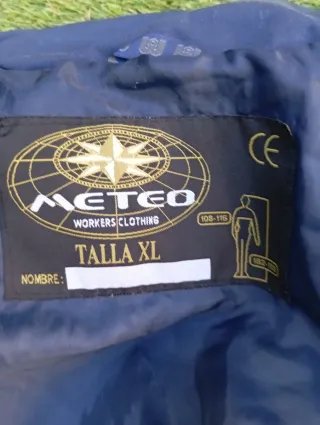 CE
METEO
WORKERS CLOTHING
108-116
TALLA XL
NOMBRE: